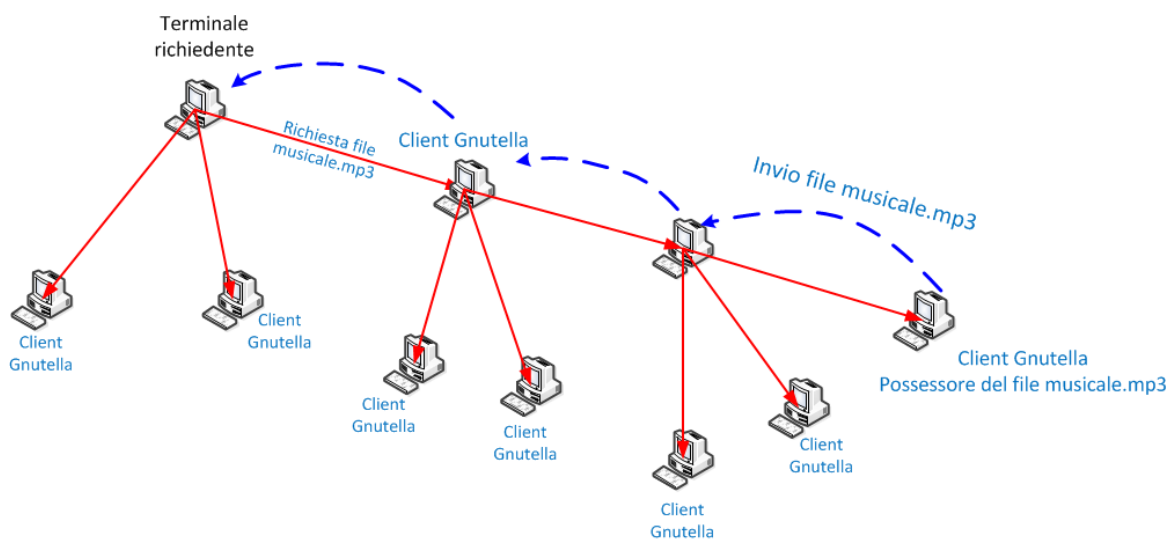 Terminale
richiedente
Richiesta file
musicale.mp3
Client Gnutella
Invio file musicale.mp3
Client
Gnutella
Client
Gnutella
Client
Gnutella
Client
Gnutella
Client
Gnutella
Client
Gnutella
Client Gnutella
Possessore del file musicale.mp3